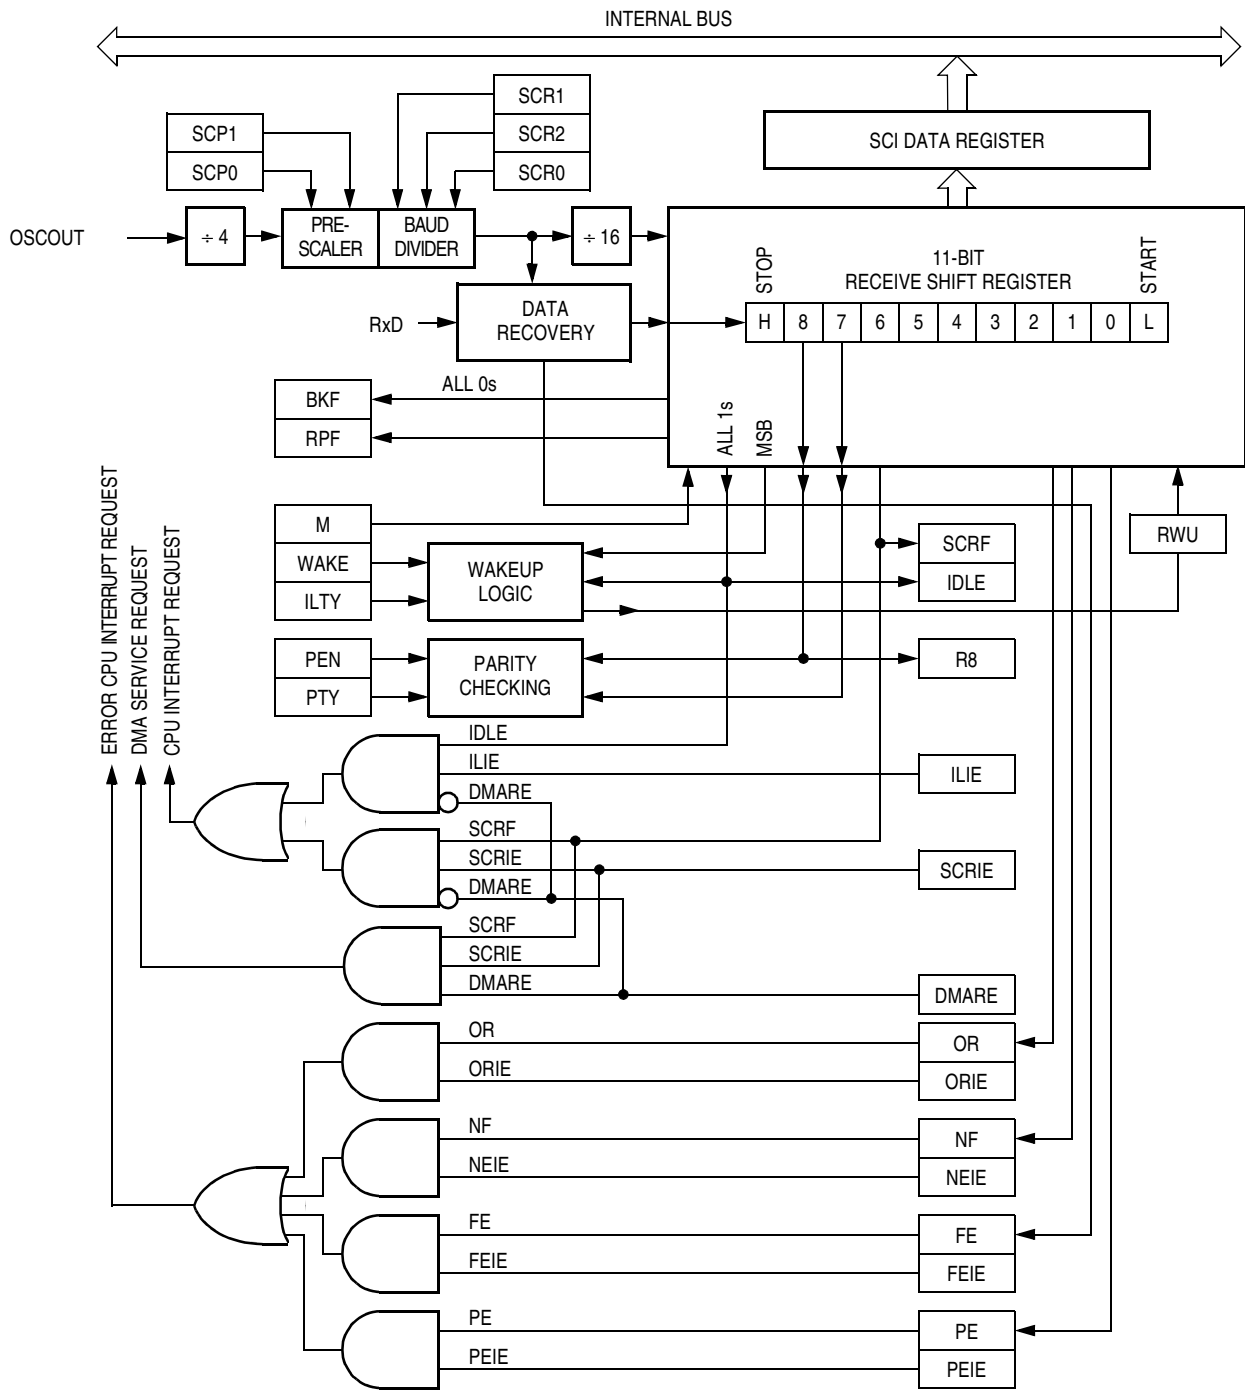 INTERNAL BUS
SCR1
SCP1
SCR2
SCI DATA REGISTER
SCP0
SCR0
OSCOUT
÷ 4
PRE-
SCALER
BAUD
DIVIDER
÷ 16
STOP
11-BIT
RECEIVE SHIFT REGISTER
START
RxD
DATA
RECOVERY
H 8 7 6 5 4 3 2 1 0 L
ALL 0s
BKF
RPF
ALL 1s
MSB
ERROR CPU INTERRUPT REQUEST
DMA SERVICE REQUEST
CPU INTERRUPT REQUEST
M
WAKE
ILTY
WAKEUP
LOGIC
SCRF
IDLE
RWU
PEN
PTY
PARITY
CHECKING
R8
IDLE
ILIE
ILIE
DMARE
SCRF
SCRIE
SCRIE
DMARE
SCRF
SCRIE
DMARE
DMARE
OR
OR
ORIE
ORIE
NF
NF
NEIE
NEIE
FE
FE
FEIE
FEIE
PE
PE
PEIE
PEIE